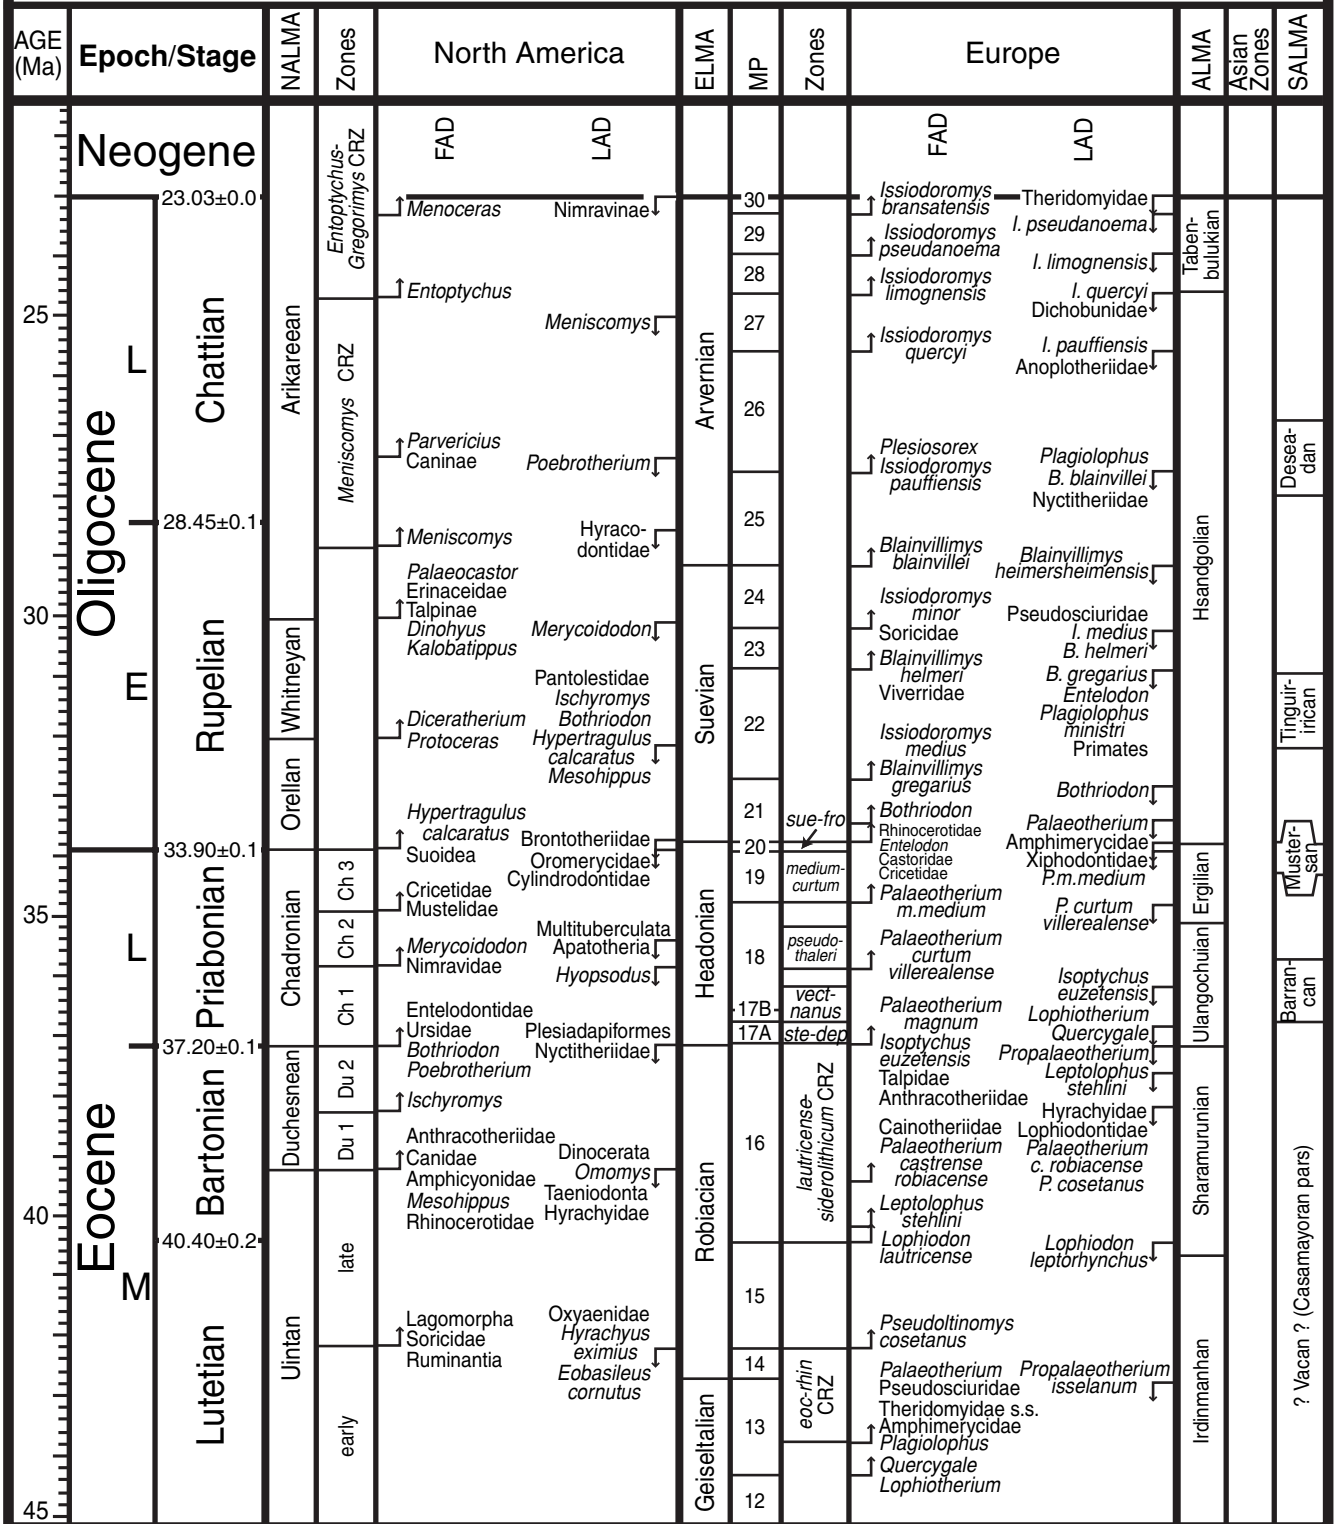 AGE
(Ma)
Epoch/Stage
NALMA
Zones
North America
ELMA
MP
Zones
Europe
ALMA
Asian
Zones
SALMA
25
30
35
40
45
Neogene
Oligocene
Eocene
L
E
L
M
23.03±0.0
Chattian
28.45±0.1
Rupelian
33.90±0.1
Priabonian
37.20±0.1
Bartonian
40.40±0.2
Lutetian
Arikareean
Whitneyan
Orellan
Chadronian
Duchesnean
Uintan
Entoptychus-
Gregorimys CRZ
Meniscomys CRZ
Ch 3
Ch 2
Ch 1
Du 2
Du 1
late
early
FAD
Menoceras
Entoptychus
Parvericius
Caninae
Meniscomys
Palaeocastor
Erinaceidae
Talpinae
Dinohyus
Kalobatippus
Diceratherium
Protoceras
Hypertragulus
calcaratus
Suoidea
Cricetidae
Mustelidae
Merycoidodon
Nimravidae
Entelodontidae
Ursidae
Bothriodon
Poebrotherium
Ischyromys
Anthracotheriidae
Canidae
Amphicyonidae
Mesohippus
Rhinocerotidae
Lagomorpha
Soricidae
Ruminantia
LAD
Nimravinae
Meniscomys
Poebrotherium
Hyraco-
dontidae
Merycoidodon
Pantolestidae
Ischyromys
Bothriodon
Hypertragulus
calcaratus
Mesohippus
Brontotheriidae
Oromerycidae
Cylindrodontidae
Multituberculata
Apatotheria
Hyopsodus
Plesiadapiformes
Nyctitheriidae
Dinocerata
Omomys
Taeniodonta
Hyrachyidae
Oxyaenidae
Hyrachyus
eximius
Eobasileus
cornutus
Arvernian
Suevian
Headonian
Robiacian
Geiseltalian
30
29
28
27
26
25
24
23
22
21
20
19
18
17B
17A
16
15
14
13
12
sue-fro
medium-
curtum
pseudo-
thaleri
vect-
nanus
ste-dep
lautricense-
siderolithicum CRZ
eoc-rhin
CRZ
FAD
Issiodoromys
bransatensis
Issiodoromys
pseudanoema
Issiodoromys
limognensis
Issiodoromys
quercyi
Plesiosorex
Issiodoromys
pauffiensis
Blainvillimys
blainvillei
Issiodoromys
minor
Soricidae
Blainvillimys
helmeri
Viverridae
Issiodoromys
medius
Blainvillimys
gregarius
Bothriodon
Rhinocerotidae
Entelodon
Castoridae
Cricetidae
Palaeotherium
m.medium
Palaeotherium
curtum
villerealense
Palaeotherium
magnum
Isoptychus
euzetensis
Talpidae
Anthracotheriidae
Cainotheriidae
Palaeotherium
castrense
robiacense
Leptolophus
stehlini
Lophiodon
lautricense
Pseudoltinomys
cosetanus
Palaeotherium
Pseudosciuridae
Theridomyidae s.s.
Amphimerycidae
Plagiolophus
Quercygale
Lophiotherium
LAD
Theridomyidae
I. pseudanoema
I. limognensis
I. quercyi
Dichobunidae
I. pauffiensis
Anoplotheriidae
Plagiolophus
B. blainvillei
Nyctitheriidae
Blainvillimys
heimersheimensis
Pseudosciuridae
I. medius
B. helmeri
B. gregarius
Entelodon
Plagiolophus
ministri
Primates
Bothriodon
Palaeotherium
Amphimerycidae
Xiphodontidae
P.m.medium
P. curtum
villerealense
Isoptychus
euzetensis
Lophiotherium
Quercygale
Propalaeotherium
Leptolophus
stehlini
Hyrachyidae
Lophiodontidae
Palaeotherium
c. robiacense
P. cosetanus
Lophiodon
leptorhynchus
Propalaeotherium
isselanum
Taben-
bulukian
Hsandgolian
Ergilian
Ulangochuian
Sharamurunian
Irdinmanhan
Desea-
dan
Tinguir-
irican
Muster-
san
Barran-
can
? Vacan ? (Casamayoran pars)